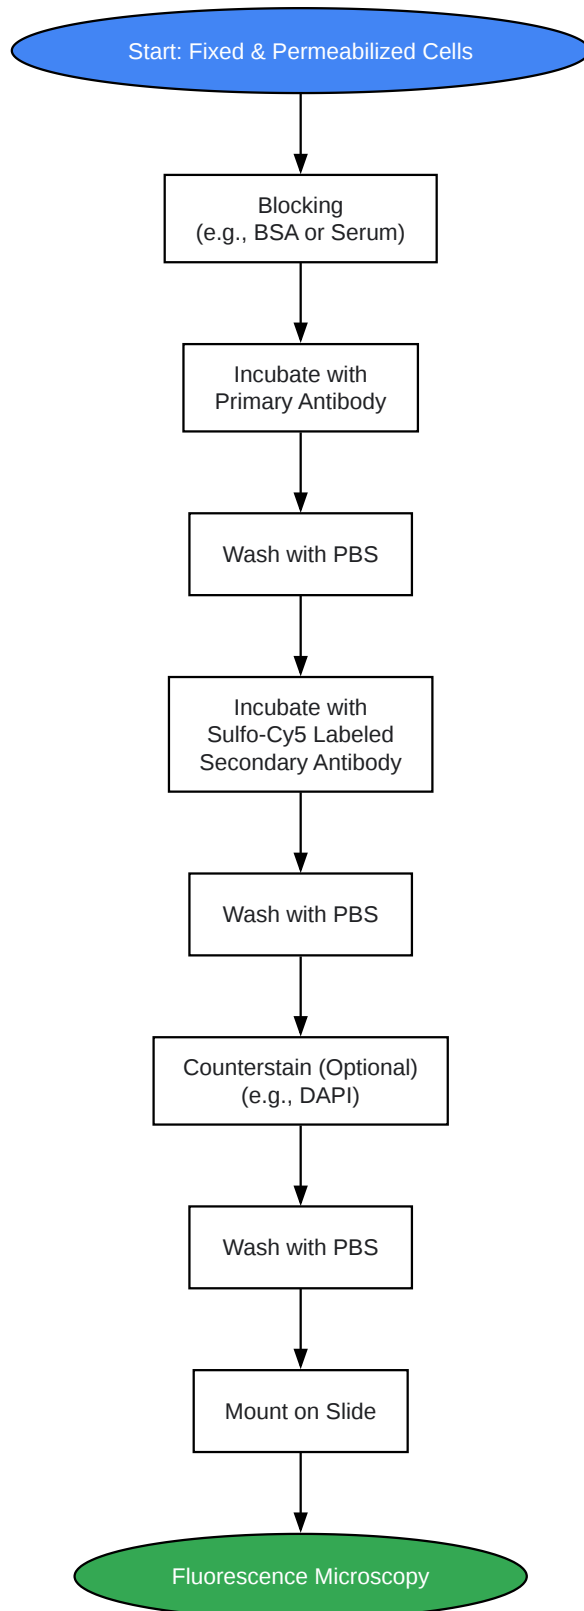 Start: Fixed & Permeabilized Cells
Blocking
(e.g., BSA or Serum)
Incubate with
Primary Antibody
Wash with PBS
Incubate with
Sulfo-Cy5 Labeled
Secondary Antibody
Wash with PBS
Counterstain (Optional)
(e.g., DAPI)
Wash with PBS
Mount on Slide
Fluorescence Microscopy